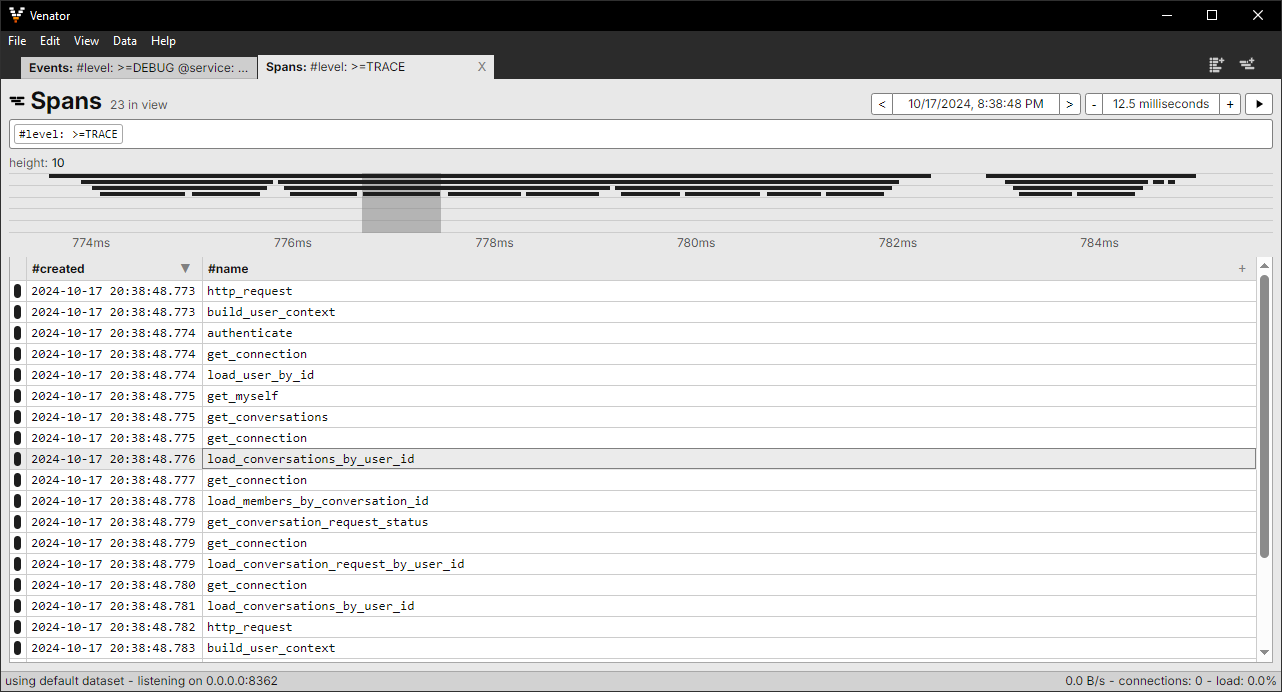 Venator
File Edit View Data Help
Events: #level: >=DEBUG @service: ... Spans: #level: >=TRACE X
Spans 23 in view < 10/17/2024, 8:38:48 PM > - 12.5 milliseconds +
#level: >=TRACE
height: 10
774ms 776ms 778ms 780ms 782ms 784ms
#created #name +
2024-10-17 20:38:48.773 http_request
2024-10-17 20:38:48.773 build_user_context
2024-10-17 20:38:48.774 authenticate
2024-10-17 20:38:48.774 get_connection
2024-10-17 20:38:48.774 load_user_by_id
2024-10-17 20:38:48.775 get_myself
2024-10-17 20:38:48.775 get_conversations
2024-10-17 20:38:48.775 get_connection
2024-10-17 20:38:48.776 load_conversations_by_user_id
2024-10-17 20:38:48.777 get_connection
2024-10-17 20:38:48.778 load_members_by_conversation_id
2024-10-17 20:38:48.779 get_conversation_request_status
2024-10-17 20:38:48.779 get_connection
2024-10-17 20:38:48.779 load_conversation_request_by_user_id
2024-10-17 20:38:48.780 get_connection
2024-10-17 20:38:48.781 load_conversations_by_user_id
2024-10-17 20:38:48.782 http_request
2024-10-17 20:38:48.783 build_user_context
using default dataset - listening on 0.0.0.0:8362 0.0 B/s - connections: 0 - load: 0.0%